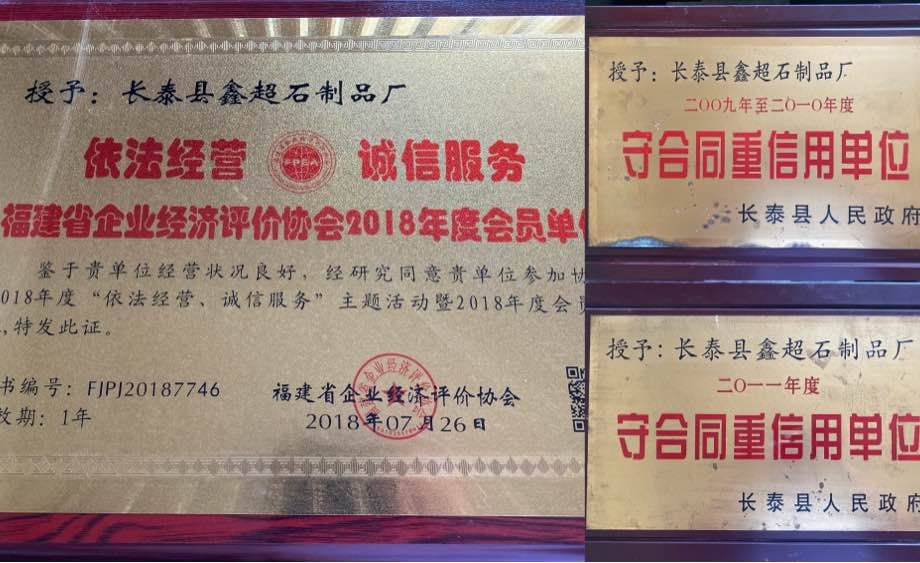 授予：长泰县鑫超石制品厂
依法经营 FPEA 诚信服务
福建省企业经济评价协会2018年度会员单
鉴于贵单位经营状况良好，经研究同意贵单位参加协
018年度“依法经营、诚信服务”主题活动暨2018年度会员
,特发此证。
书编号：FJPJ20187746
福建省企业经济评价协会
效期：1年
2018年07月26日
授予：长泰县鑫超石制品厂
二〇〇九年至二〇一〇年度
守合同重信用单位
长泰县人民政府
授予：长泰县鑫超石制品厂
二〇一一年度
守合同重信用单位
长泰县人民政府